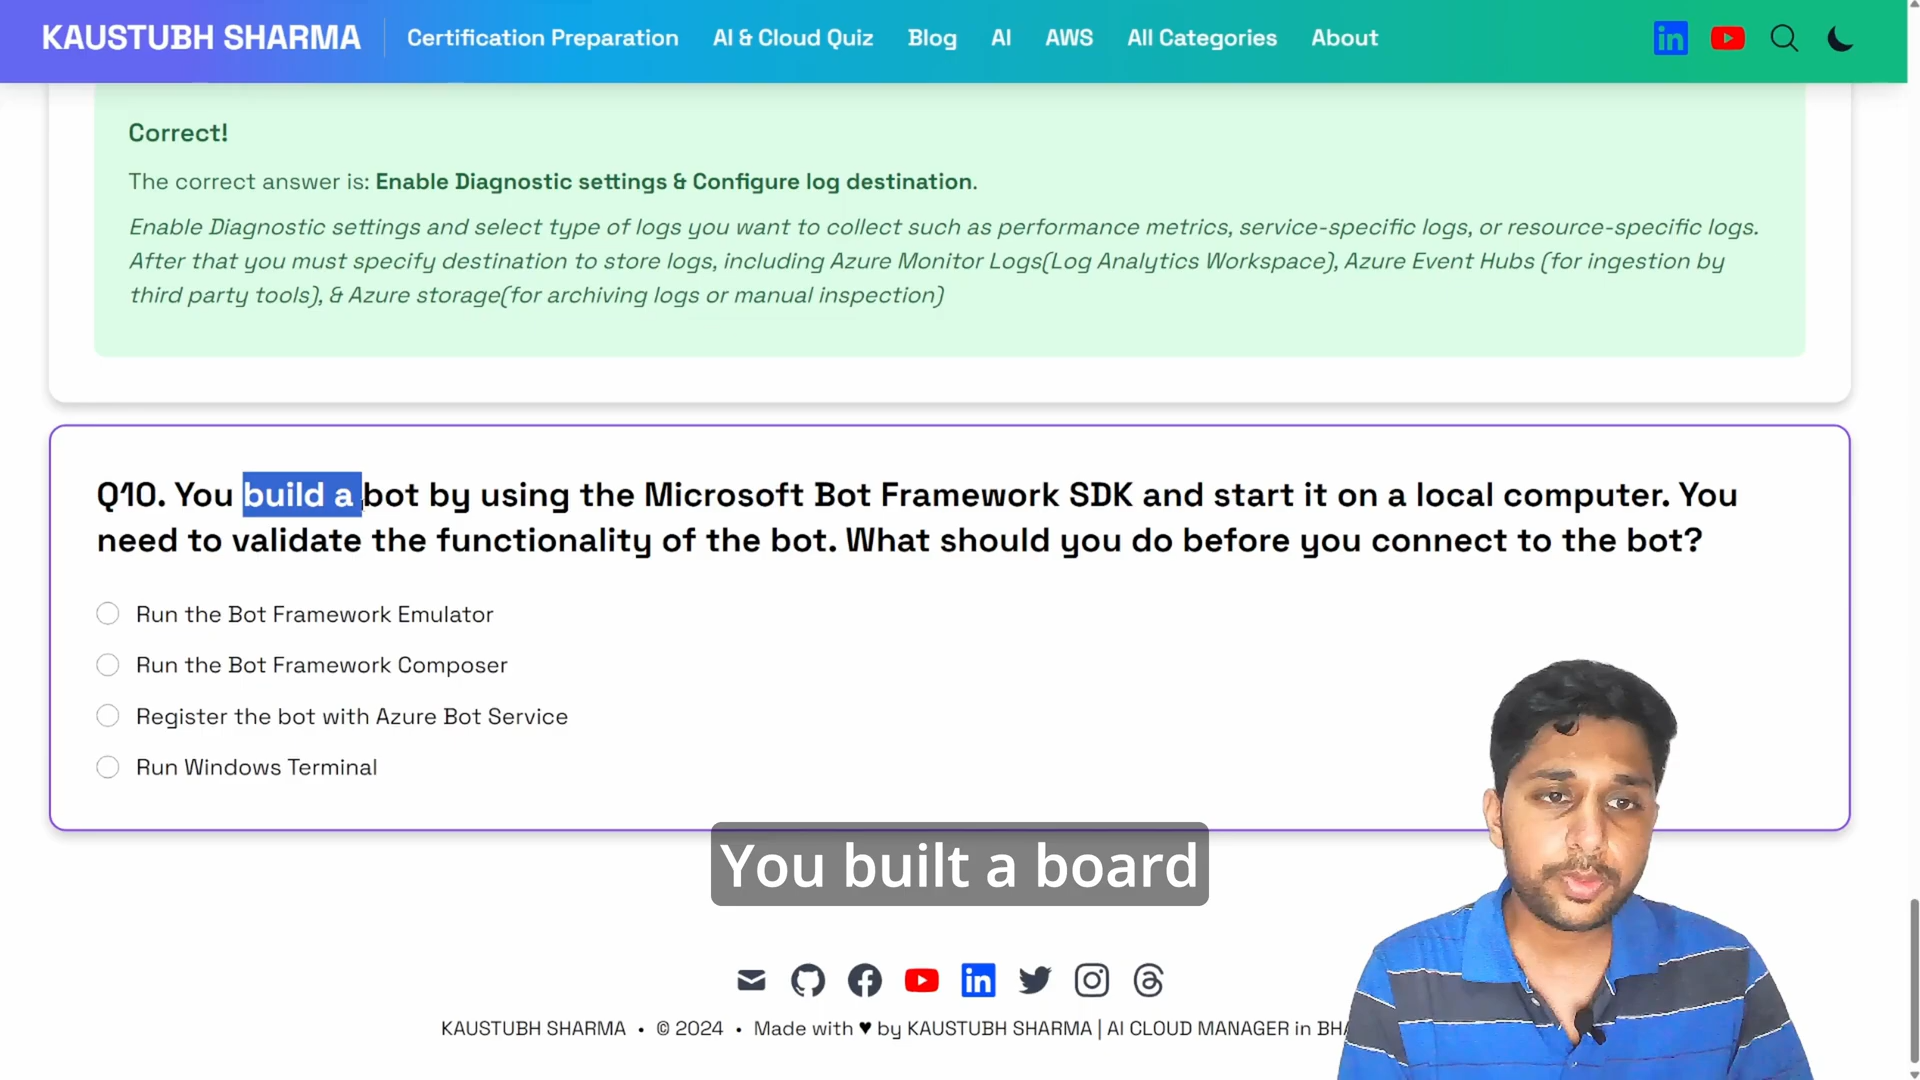 KAUSTUBH SHARMA
Certification Preparation
AI & Cloud Quiz
Blog
AI
AWS
All Categories
About
Correct!
The correct answer is: Enable Diagnostic settings & Configure log destination.
Enable Diagnostic settings and select type of logs you want to collect such as performance metrics, service-specific logs, or resource-specific logs.
After that you must specify destination to store logs, including Azure Monitor Logs(Log Analytics Workspace), Azure Event Hubs (for ingestion by
third party tools), & Azure storage(for archiving logs or manual inspection)
Q10. You build a bot by using the Microsoft Bot Framework SDK and start it on a local computer. You
need to validate the functionality of the bot. What should you do before you connect to the bot?
Run the Bot Framework Emulator
Run the Bot Framework Composer
Register the bot with Azure Bot Service
Run Windows Terminal
You built a board
KAUSTUBH SHARMA • © 2024 • Made with ♥ by KAUSTUBH SHARMA | AI CLOUD MANAGER in